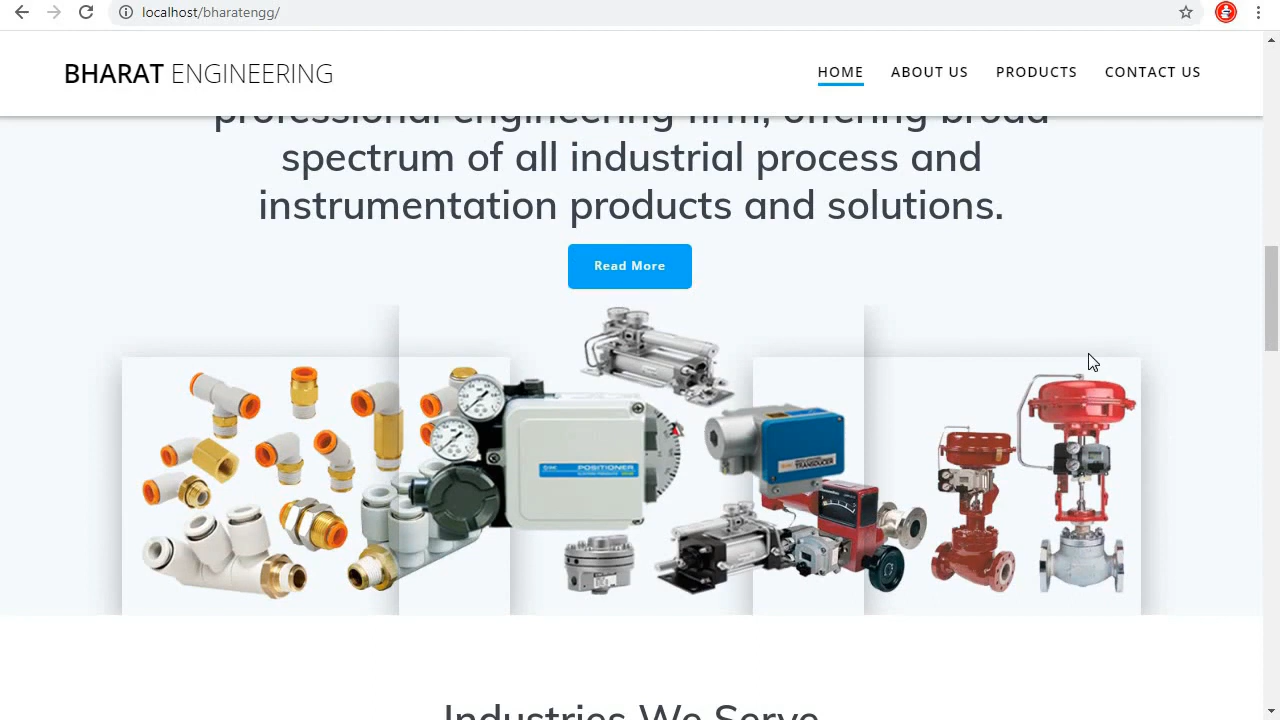 localhost/bharatengg/
BHARAT ENGINEERING
HOME ABOUT US PRODUCTS CONTACT US
professional engineering firm, offering broad
spectrum of all industrial process and
instrumentation products and solutions.
Read More
POSITIONER
TRANSDUCER
Industries We Serve